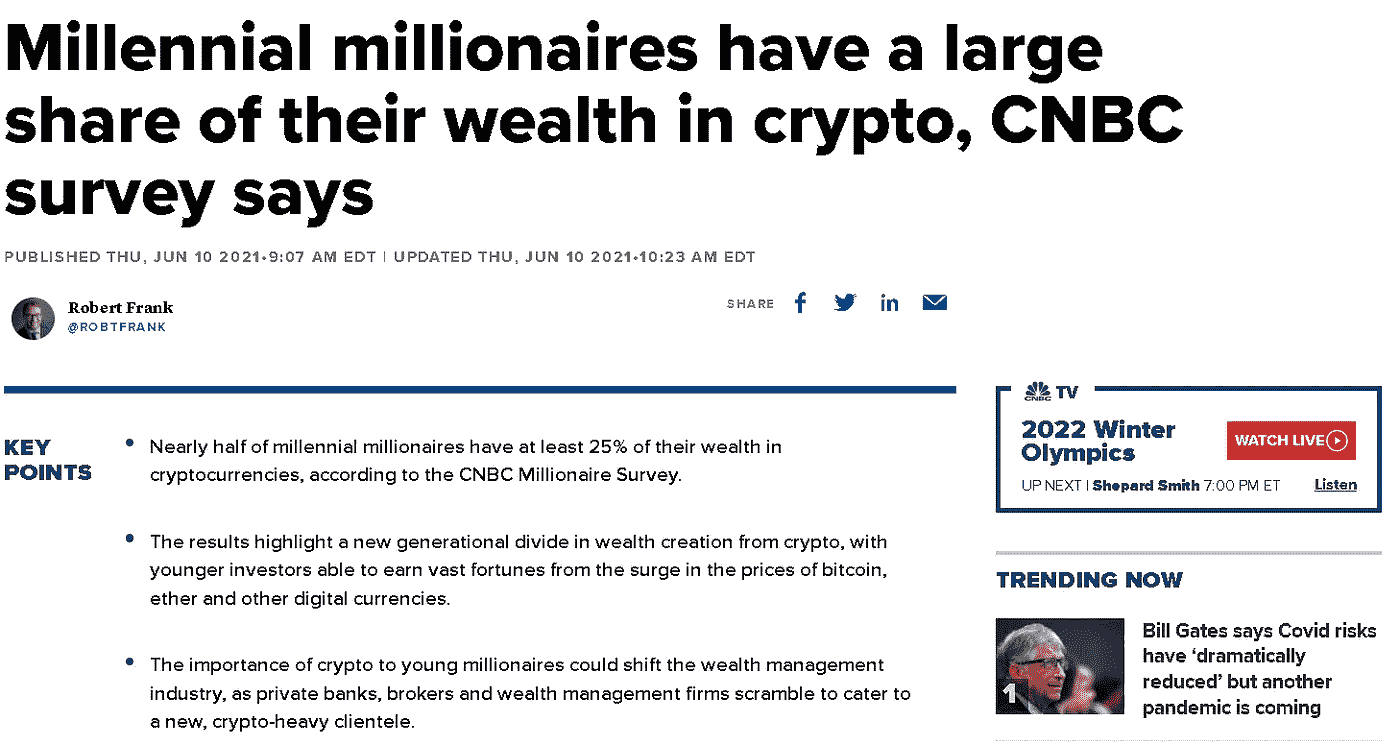 Millennial millionaires have a large
share of their wealth in crypto, CNBC
survey says
PUBLISHED THU, JUN 10 2021•9:07 AM EDT | UPDATED THU, JUN 10 2021•10:23 AM EDT
Robert Frank
@ROBTFRANK
SHARE
KEY
POINTS
• Nearly half of millennial millionaires have at least 25% of their wealth in
cryptocurrencies, according to the CNBC Millionaire Survey.
• The results highlight a new generational divide in wealth creation from crypto, with
younger investors able to earn vast fortunes from the surge in the prices of bitcoin,
ether and other digital currencies.
• The importance of crypto to young millionaires could shift the wealth management
industry, as private banks, brokers and wealth management firms scramble to cater to
a new, crypto-heavy clientele.
CNBC TV
2022 Winter
Olympics
WATCH LIVE
UP NEXT | Shepard Smith 7:00 PM ET
Listen
TRENDING NOW
1
Bill Gates says Covid risks
have ‘dramatically
reduced’ but another
pandemic is coming